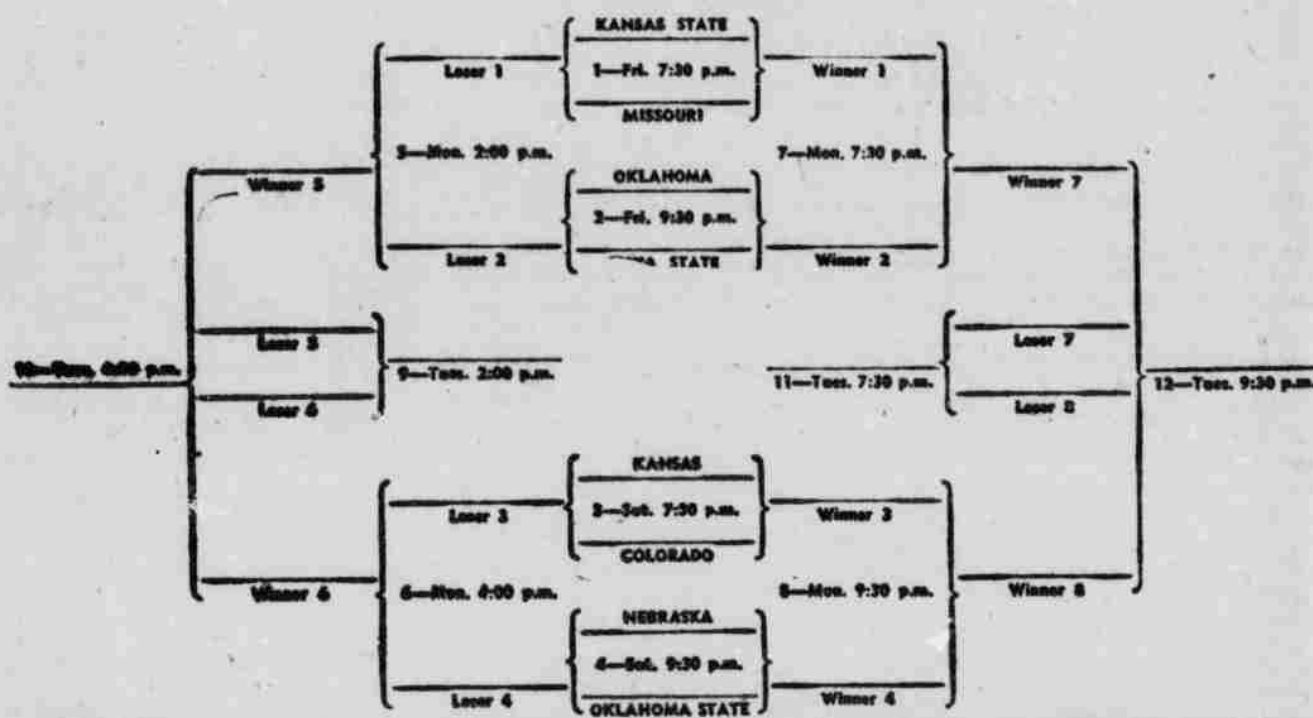 KANSAS STATE
Loser 1
1—Fri. 7:30 p.m.
Winner 1
MISSOURI
5—Mon. 2:00 p.m.
7—Mon. 7:30 p.m.
Winner 5
OKLAHOMA
Winner 7
2—Fri. 9:30 p.m.
Loser 2
STATE
Winner 2
Loser 5
Loser 7
10—Tues. 4:00 p.m.
9—Tues. 2:00 p.m.
11—Tues. 7:30 p.m.
12—Tues. 9:30 p.m.
Loser 6
Loser 8
KANSAS
Loser 3
3—Sat. 7:30 p.m.
Winner 3
COLORADO
Winner 6
6—Mon. 4:00 p.m.
8—Mon. 9:30 p.m.
Winner 8
NEBRASKA
4—Sat. 9:30 p.m.
Loser 4
OKLAHOMA STATE
Winner 4